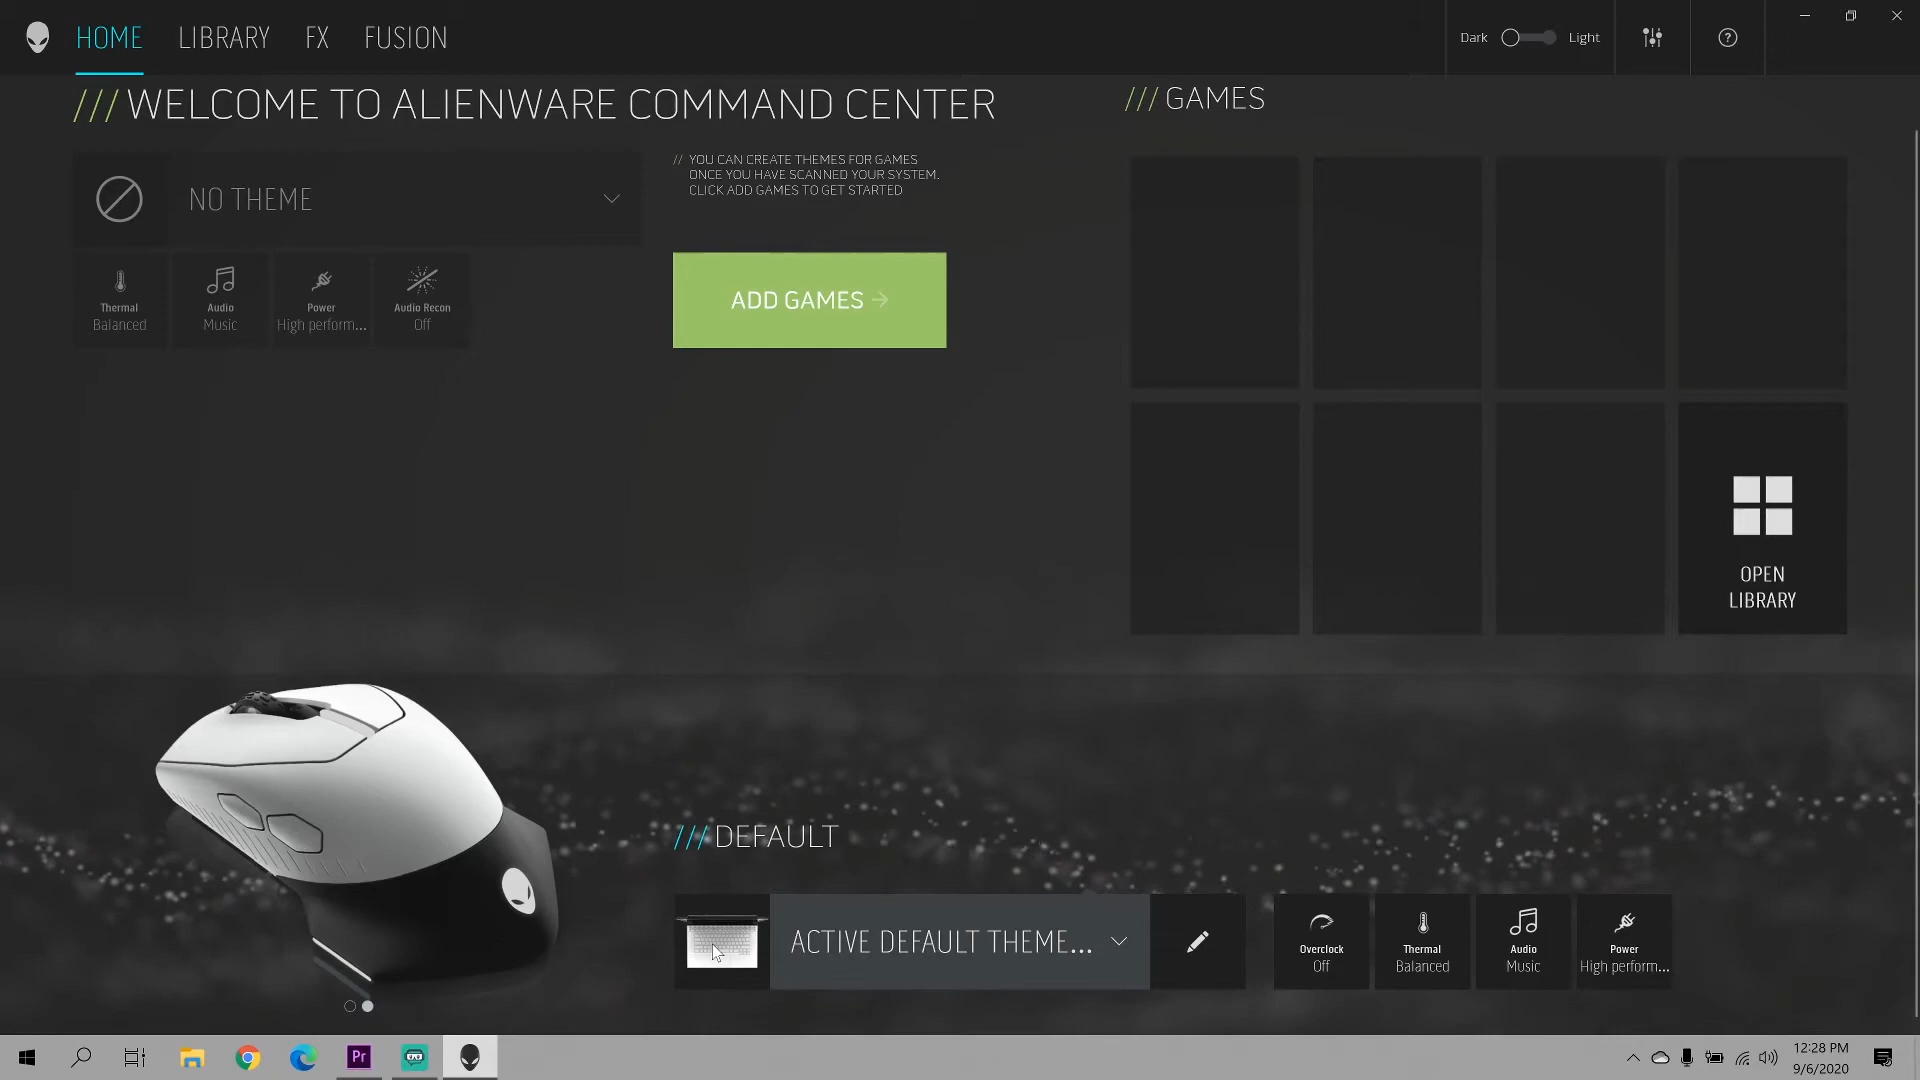 HOME LIBRARY FX FUSION
Dark Light
?
/// WELCOME TO ALIENWARE COMMAND CENTER
NO THEME
Thermal
Balanced
Audio
Music
Power
High perform...
Audio Recon
Off
// YOU CAN CREATE THEMES FOR GAMES
ONCE YOU HAVE SCANNED YOUR SYSTEM.
CLICK ADD GAMES TO GET STARTED
ADD GAMES
/// GAMES
OPEN
LIBRARY
/// DEFAULT
ACTIVE DEFAULT THEME...
Overclock
Off
Thermal
Balanced
Audio
Music
Power
High perform...
Pr
12:28 PM
9/6/2020